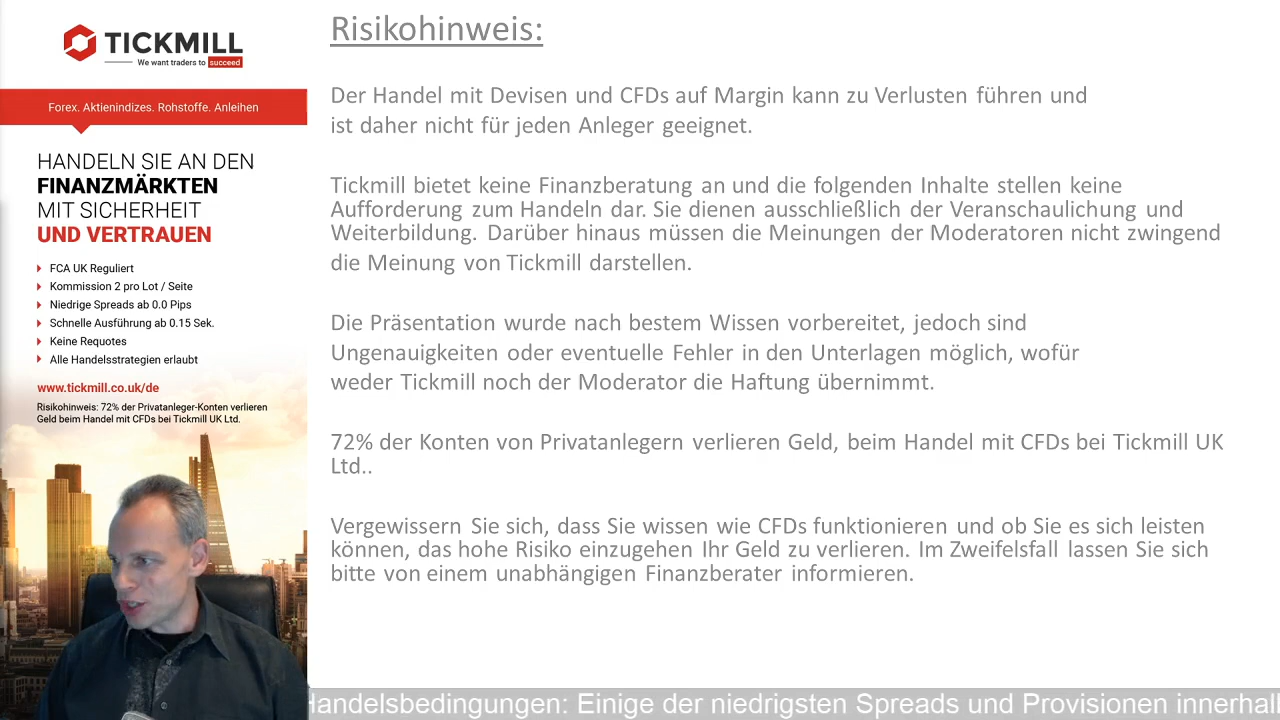 TICKMILL
We want traders to succeed
Forex. Aktienindizes. Rohstoffe. Anleihen
HANDELN SIE AN DEN
FINANZMÄRKTEN
MIT SICHERHEIT
UND VERTRAUEN
FCA UK Reguliert
Kommission 2 pro Lot / Seite
Niedrige Spreads ab 0.0 Pips
Schnelle Ausführung ab 0.15 Sek.
Keine Requotes
Alle Handelsstrategien erlaubt
www.tickmill.co.uk/de
Risikohinweis: 72% der Privatanleger-Konten verlieren
Geld beim Handel mit CFDs bei Tickmill UK Ltd.
Risikohinweis:
Der Handel mit Devisen und CFDs auf Margin kann zu Verlusten führen und
ist daher nicht für jeden Anleger geeignet.
Tickmill bietet keine Finanzberatung an und die folgenden Inhalte stellen keine
Aufforderung zum Handeln dar. Sie dienen ausschließlich der Veranschaulichung und
Weiterbildung. Darüber hinaus müssen die Meinungen der Moderatoren nicht zwingend
die Meinung von Tickmill darstellen.
Die Präsentation wurde nach bestem Wissen vorbereitet, jedoch sind
Ungenauigkeiten oder eventuelle Fehler in den Unterlagen möglich, wofür
weder Tickmill noch der Moderator die Haftung übernimmt.
72% der Konten von Privatanlegern verlieren Geld, beim Handel mit CFDs bei Tickmill UK
Ltd..
Vergewissern Sie sich, dass Sie wissen wie CFDs funktionieren und ob Sie es sich leisten
können, das hohe Risiko einzugehen Ihr Geld zu verlieren. Im Zweifelsfall lassen Sie sich
bitte von einem unabhängigen Finanzberater informieren.
Handelsbedingungen: Einige der niedrigsten Spreads und Provisionen innerhal